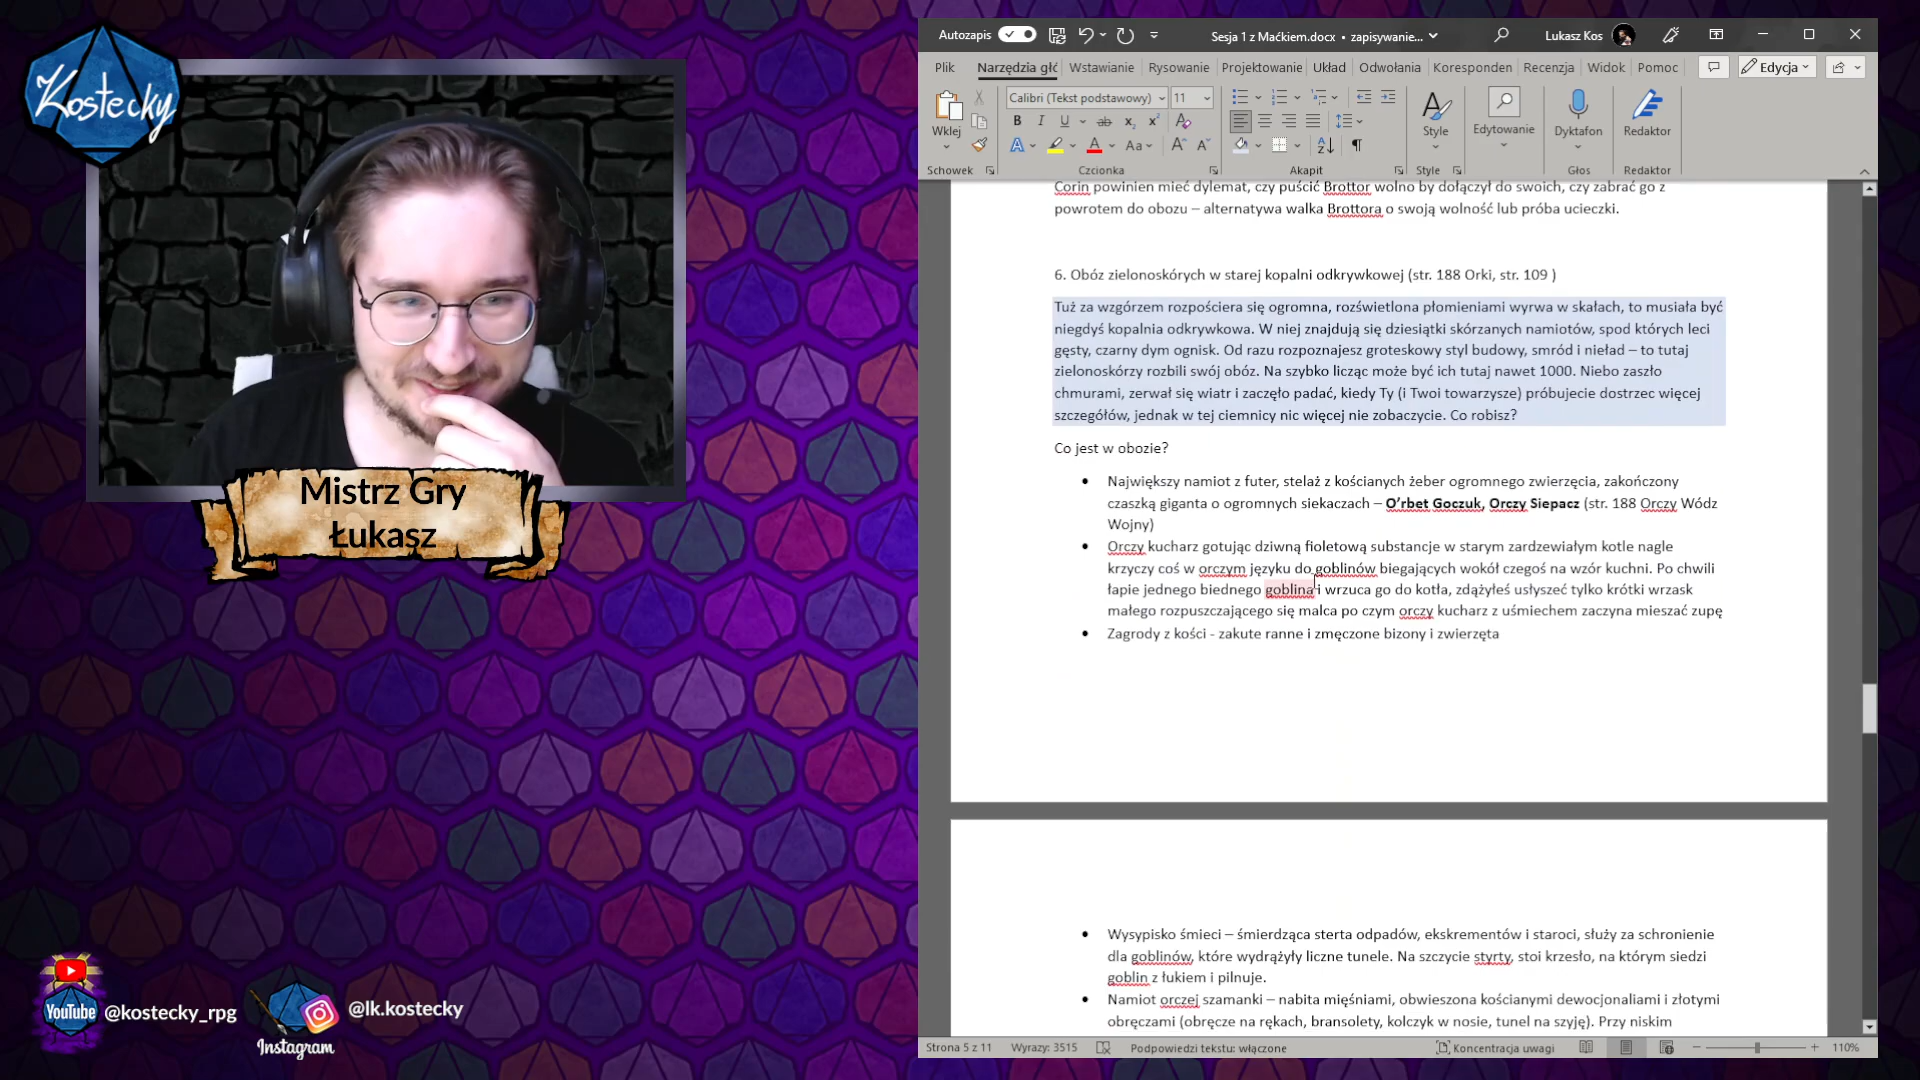 Kostecky
Mistrz Gry
Łukasz
YouTube @kostecky_rpg
@lk.kostecky
Instagram
Autozapis
Sesja 1 z Maćkiem.docx • zapisywanie...
Lukasz Kos
Plik Narzędzia głć Wstawianie Rysowanie Projektowanie Układ Odwołania Koresponden Recenzja Widok Pomoc Edycja
Calibri (Tekst podstawowy) 11
Wklej
Style Edytowanie Dyktafon Redaktor
Schowek Czcionka Akapit Style Głos Redaktor
Corin powinien mieć dylemat, czy puścić Brottor wolno by dołączył do swoich, czy zabrać go z
powrotem do obozu – alternatywa walka Brottora o swoją wolność lub próba ucieczki.
6. Obóz zielonoskórych w starej kopalni odkrywkowej (str. 188 Orki, str. 109 )
Tuż za wzgórzem rozpościera się ogromna, rozświetlona płomieniami wyrwa w skałach, to musiała być
niegdyś kopalnia odkrywkowa. W niej znajdują się dziesiątki skórzanych namiotów, spod których leci
gęsty, czarny dym ognisk. Od razu rozpoznajesz groteskowy styl budowy, smród i nieład – to tutaj
zielonoskórzy rozbili swój obóz. Na szybko licząc może być ich tutaj nawet 1000. Niebo zaszło
chmurami, zerwał się wiatr i zaczęło padać, kiedy Ty (i Twoi towarzysze) próbujecie dostrzec więcej
szczegółów, jednak w tej ciemnicy nic więcej nie zobaczycie. Co robisz?
Co jest w obozie?
• Największy namiot z futer, stelaż z kościanych żeber ogromnego zwierzęcia, zakończony
czaszką giganta o ogromnych siekaczach – O'rbet Goczuk, Orczy Siepacz (str. 188 Orczy Wódz
Wojny)
• Orczy kucharz gotując dziwną fioletową substancje w starym zardzewiałym kotle nagle
krzyczy coś w orczym języku do goblinów biegających wokół czegoś na wzór kuchni. Po chwili
łapie jednego biednego goblina i wrzuca go do kotła, zdążyłeś usłyszeć tylko krótki wrzask
małego rozpuszczającego się malca po czym orczy kucharz z uśmiechem zaczyna mieszać zupę
• Zagrody z kości - zakute ranne i zmęczone bizony i zwierzęta
• Wysypisko śmieci – śmierdząca sterta odpadów, ekskrementów i staroci, służy za schronienie
dla goblinów, które wydrążyły liczne tunele. Na szczycie styrty, stoi krzesło, na którym siedzi
goblin z łukiem i pilnuje.
• Namiot orczej szamanki – nabita mięśniami, obwieszona kościanymi dewocjonaliami i złotymi
obręczami (obręcze na rękach, bransolety, kolczyk w nosie, tunel na szyję). Przy niskim
Strona 5 z 11 Wyrazy: 3515 Podpowiedzi tekstu: włączone Koncentracja uwagi 110%